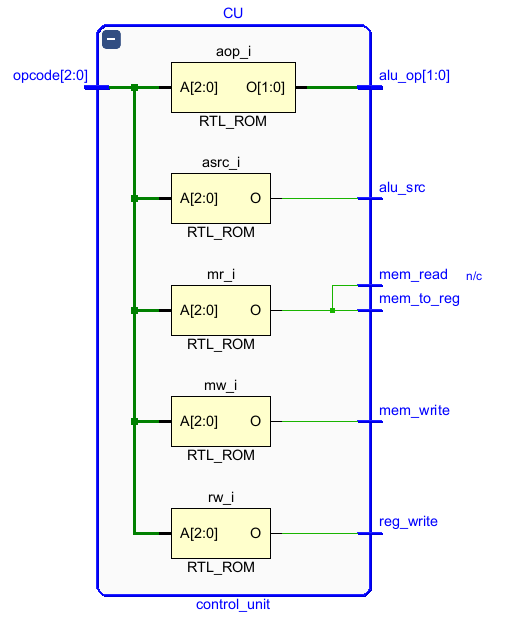 CU
aop_i
opcode[2:0]
A[2:0] O[1:0]
alu_op[1:0]
RTL_ROM
asrc_i
A[2:0] O
alu_src
RTL_ROM
mr_i
mem_read n/c
A[2:0] O
mem_to_reg
RTL_ROM
mw_i
A[2:0] O
mem_write
RTL_ROM
rw_i
A[2:0] O
reg_write
RTL_ROM
control_unit